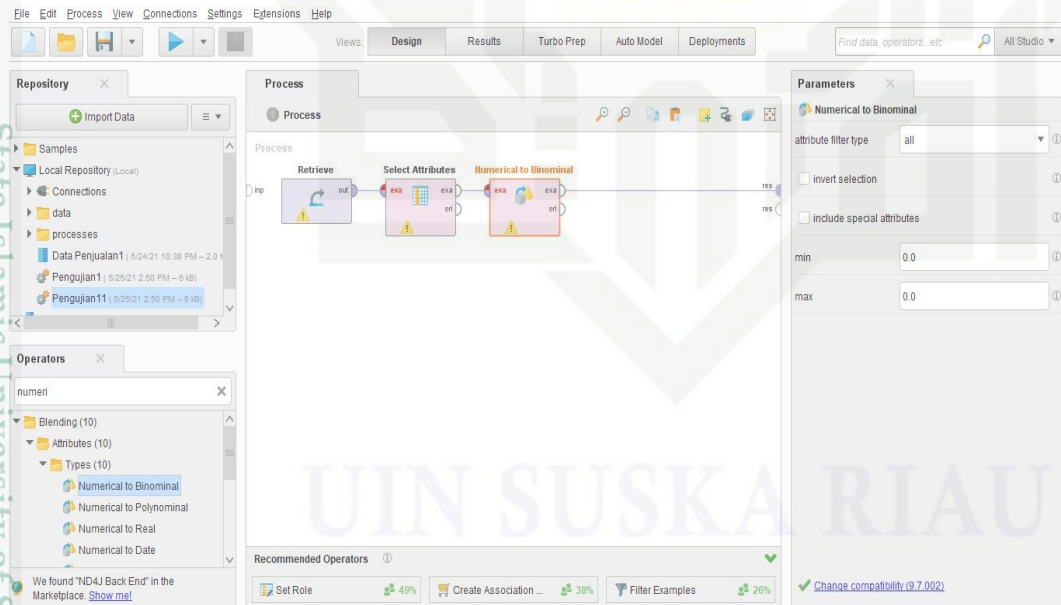 File Edit Process View Connections Settings Extensions Help
Views: Design Results Turbo Prep Auto Model Deployments
Find data, operators...etc
All Studio
Repository
Import Data
Samples
Local Repository (Local)
Connections
data
processes
Data Penjualan1 ( 5/24/21 10:38 PM – 2.0
Pengujian1 ( 5/25/21 2:50 PM – 6 kB)
Pengujian11 ( 5/25/21 2:50 PM – 6 kB)
Operators
numeri
Blending (10)
Attributes (10)
Types (10)
Numerical to Binominal
Numerical to Polynominal
Numerical to Real
Numerical to Date
We found "ND4J Back End" in the
Marketplace. Show me!
Process
Process
Process
inp
Retrieve
out
Select Attributes
exa exa
ori
Numerical to Binominal
exa exa
ori
res
res
Recommended Operators
Set Role 49%
Create Association ... 38%
Filter Examples 26%
Parameters
Numerical to Binominal
attribute filter type all
invert selection
include special attributes
min 0.0
max 0.0
Change compatibility (9.7.002)
UIN SUSKA RIAU